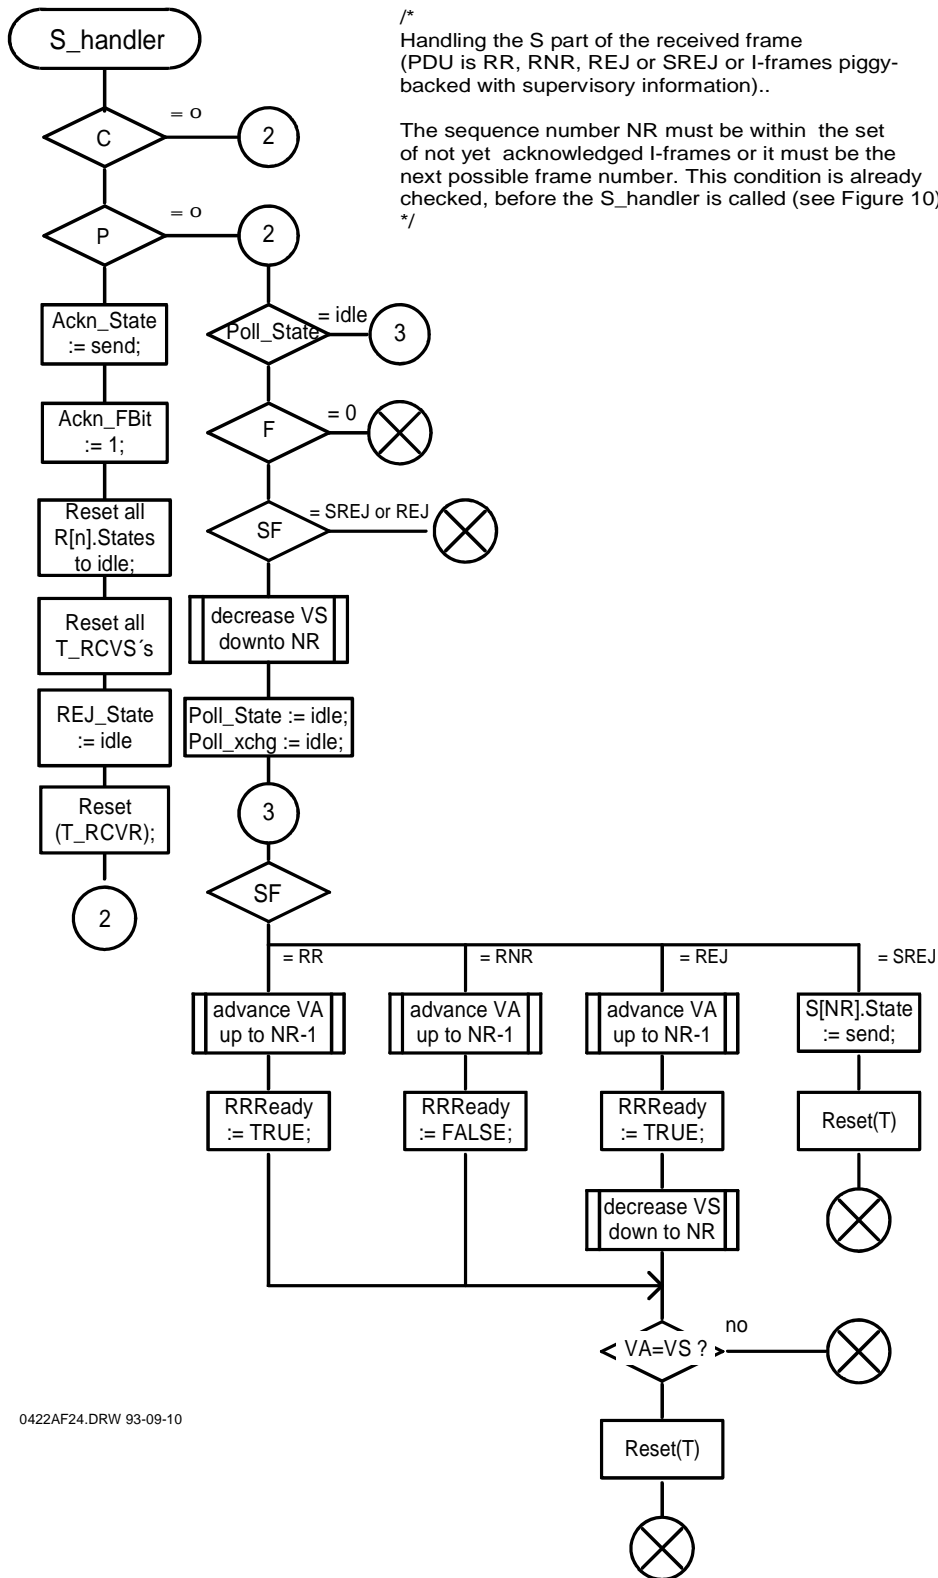 S_handler
/*
Handling the S part of the received frame
(PDU is RR, RNR, REJ or SREJ or I-frames piggy-
backed with supervisory information)..
The sequence number NR must be within the set
of not yet acknowledged I-frames or it must be the
next possible frame number. This condition is already
checked, before the S_handler is called (see Figure 10)
*/
C
= 0
2
P
= 0
2
Ackn_State
:= send;
Ackn_FBit
:= 1;
Reset all
R[n].States
to idle;
Reset all
T_RCVS´s
REJ_State
:= idle
Reset
(T_RCVR);
2
Poll_State
= idle
3
F
= 0
SF
= SREJ or REJ
decrease VS
downto NR
Poll_State := idle;
Poll_xchg := idle;
3
SF
= RR
= RNR
= REJ
= SREJ
advance VA
up to NR-1
advance VA
up to NR-1
advance VA
up to NR-1
S[NR].State
:= send;
RRReady
:= TRUE;
RRReady
:= FALSE;
RRReady
:= TRUE;
Reset(T)
decrease VS
down to NR
VA=VS ?
no
Reset(T)
0422AF24.DRW 93-09-10